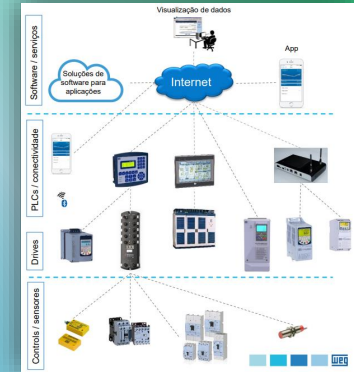 Visualização de dados
Software / serviços
Soluções de
software para
aplicações
Internet
App
PLCs / conectividade
Drives
Controls / sensores
WEG